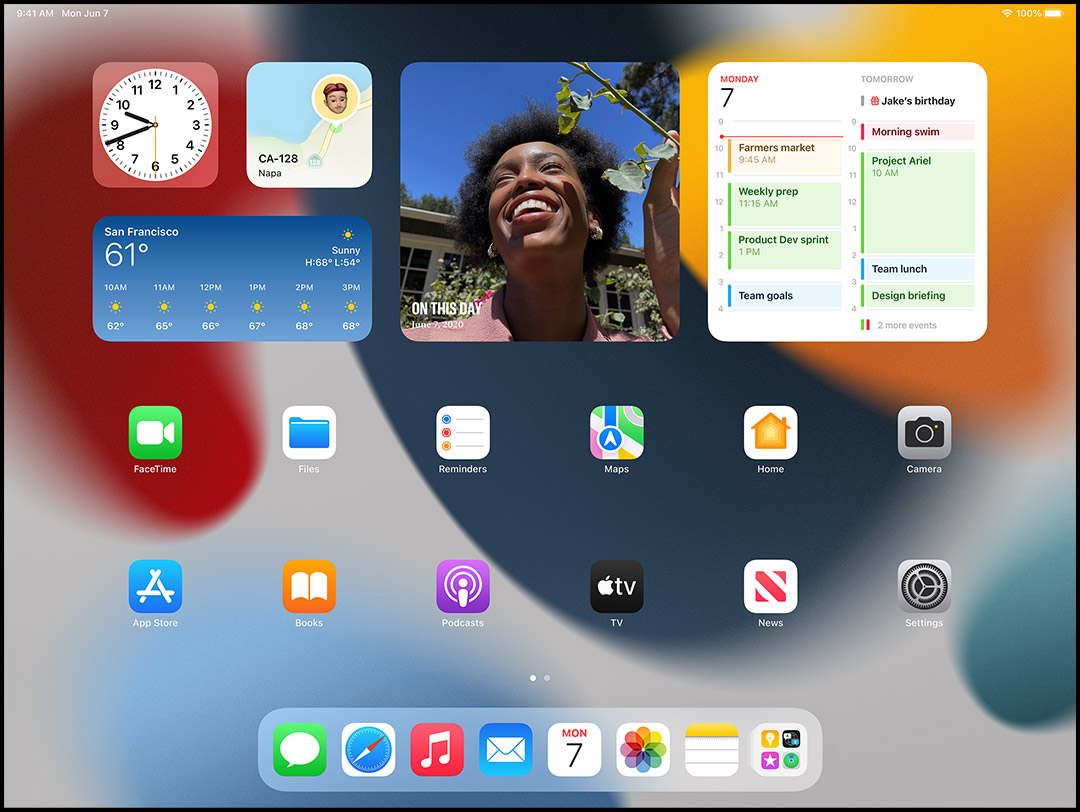 9:41 AM Mon Jun 7
100%
12
1
2
3
4
5
6
7
8
9
10
11
CA-128
Napa
128
San Francisco
61°
Sunny
H:68° L:54°
10AM 11AM 12PM 1PM 2PM 3PM
62° 65° 66° 67° 68° 68°
ON THIS DAY
June 7, 2020
MONDAY
7
9
10
11
12
1
2
3
4
Farmers market
9:45 AM
Weekly prep
11:15 AM
Product Dev sprint
1 PM
Team goals
TOMORROW
Jake's birthday
9
10
11
12
1
2
3
4
Morning swim
Project Ariel
10 AM
Team lunch
Design briefing
2 more events
FaceTime Files Reminders Maps Home Camera
tv
App Store Books Podcasts TV News Settings
MON
7